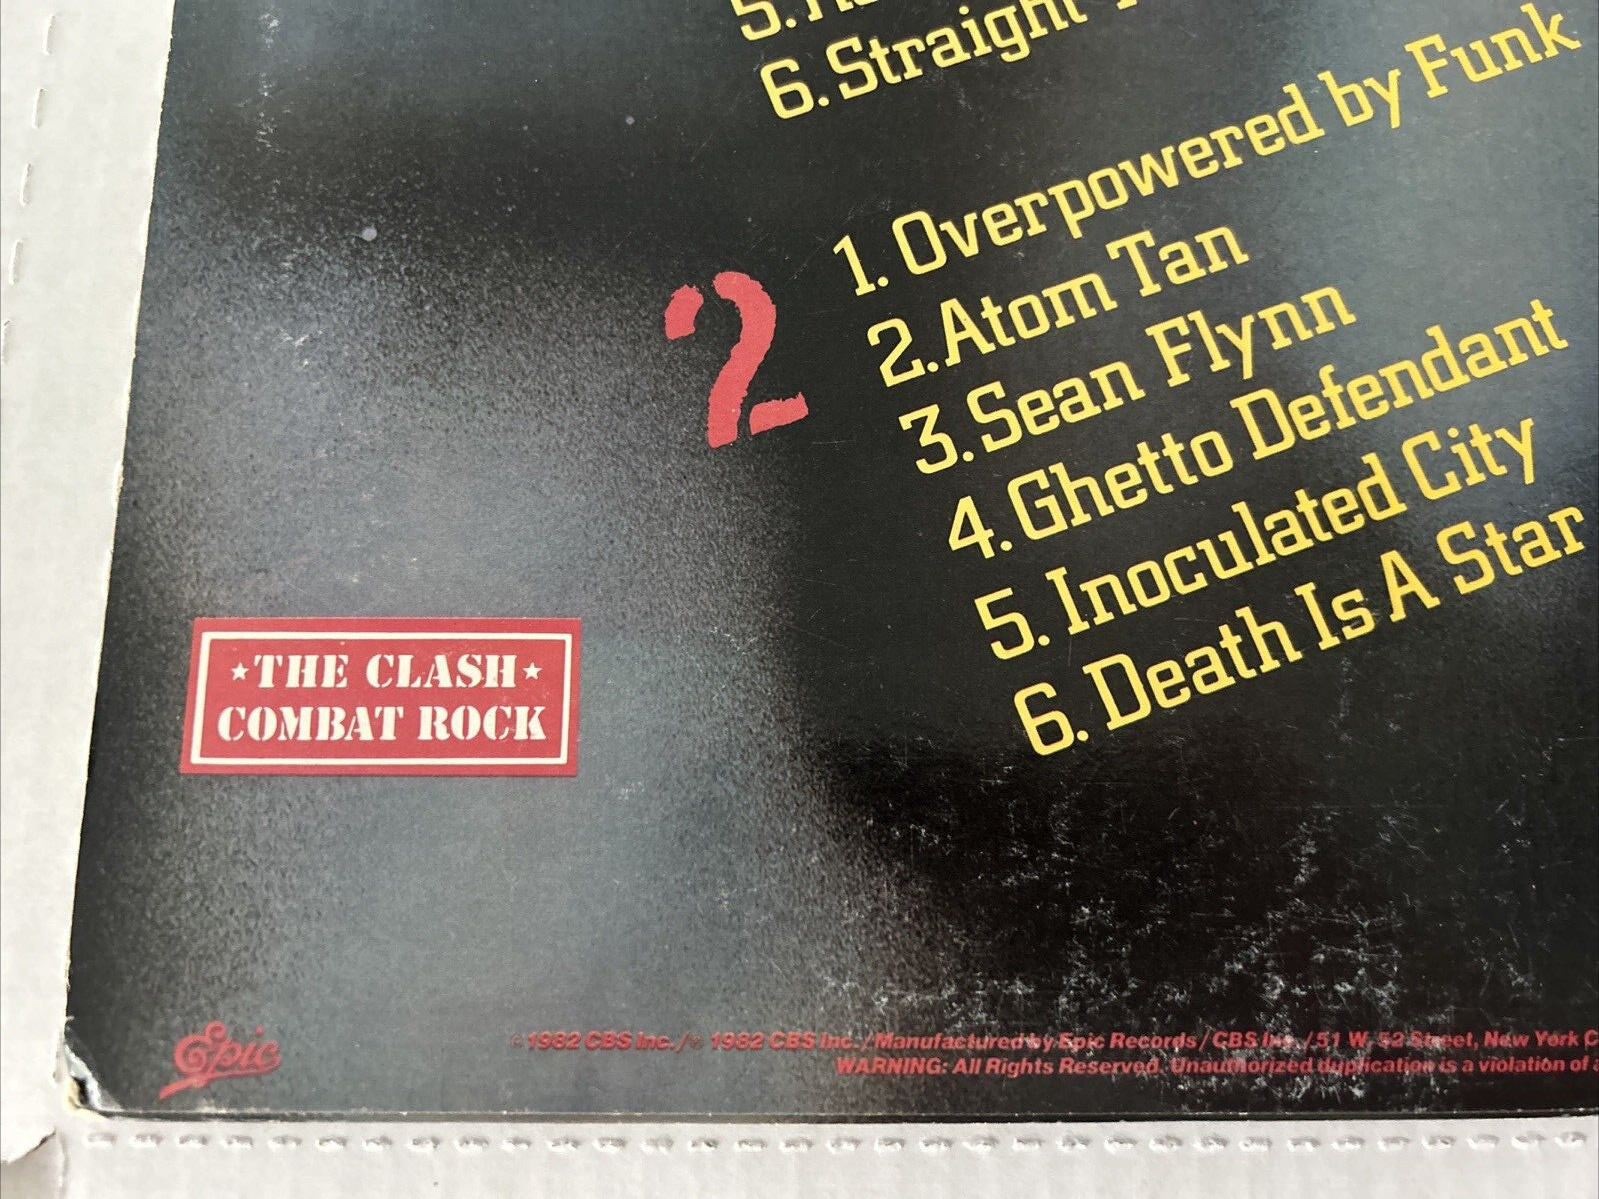 5.
6. Straight
2
1. Overpowered by Funk
2. Atom Tan
3. Sean Flynn
4. Ghetto Defendant
5. Inoculated City
6. Death Is A Star
★THE CLASH★
COMBAT ROCK
Epic
© 1982 CBS Inc./℗ 1982 CBS Inc./Manufactured by Epic Records/CBS Inc./51 W. 52 Street, New York
WARNING: All Rights Reserved. Unauthorized duplication is a violation of